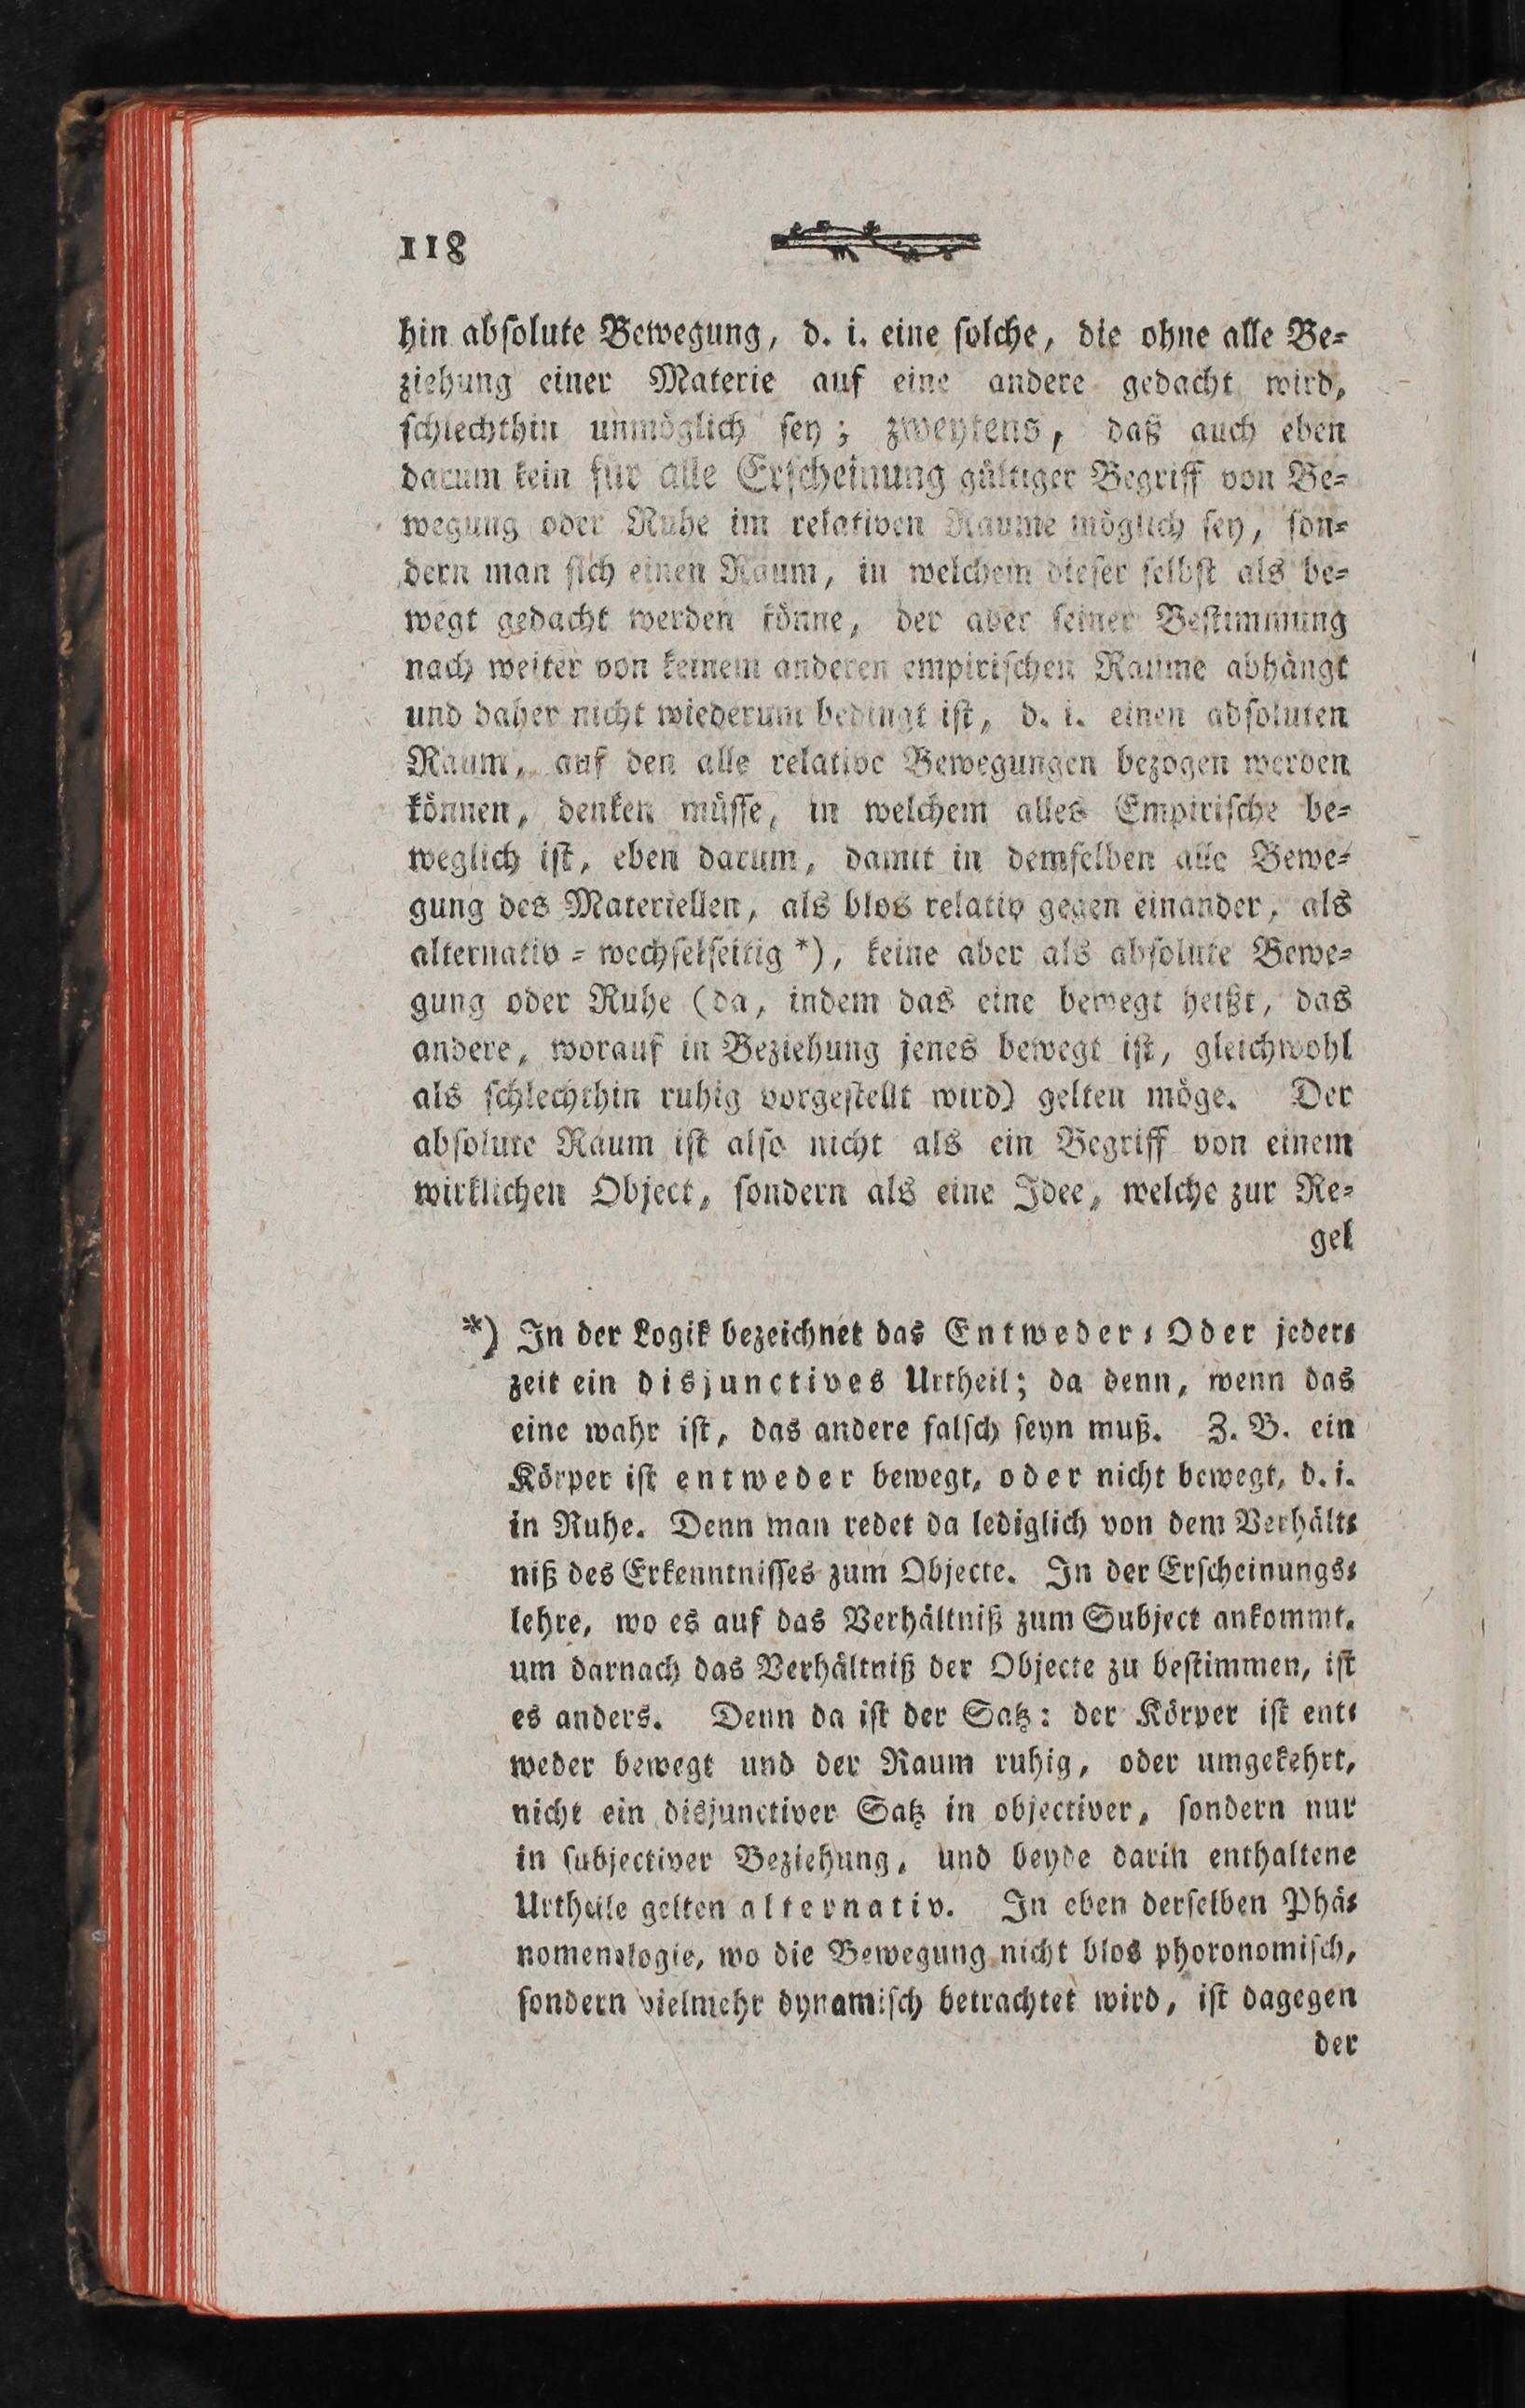 118
hin absolute Bewegung, d. i. eine solche, die ohne alle Be-
ziehung einer Materie auf eine andere gedacht wird,
schlechthin unmöglich sey; zweytens, daß auch eben
darum kein für alle Erscheinung gültiger Begriff von Be-
wegung oder Ruhe im relativen Raume möglich sey, son-
dern man sich einen Raum, in welchem dieser selbst als be-
wegt gedacht werden könne, der aber seiner Bestimmung
nach weiter von keinem anderen empirischen Raume abhängt
und daher nicht wiederum bedingt ist, d. i. einen absoluten
Raum, auf den alle relative Bewegungen bezogen werden
können, denken müsse, in welchem alles Empirische be-
weglich ist, eben darum, damit in demselben alle Bewe-
gung des Materiellen, als blos relativ gegen einander, als
alternativ-wechselseitig *), keine aber als absolute Bewe-
gung oder Ruhe (da, indem das eine bewegt heißt, das
andere, worauf in Beziehung jenes bewegt ist, gleichwohl
als schlechthin ruhig vorgestellt wird) gelten möge. Der
absolute Raum ist also nicht als ein Begriff von einem
wirklichen Object, sondern als eine Idee, welche zur Re-
gel
*) In der Logik bezeichnet das Entweder-Oder jeder-
zeit ein disjunctives Urtheil; da denn, wenn das
eine wahr ist, das andere falsch seyn muß. Z. B. ein
Körper ist entweder bewegt, oder nicht bewegt, d. i.
in Ruhe. Denn man redet da lediglich von dem Verhält-
niß des Erkenntnisses zum Objecte. In der Erscheinungs-
lehre, wo es auf das Verhältniß zum Subject ankommt,
um darnach das Verhältniß der Objecte zu bestimmen, ist
es anders. Denn da ist der Satz: der Körper ist ent-
weder bewegt und der Raum ruhig, oder umgekehrt,
nicht ein disjunctiver Satz in objectiver, sondern nur
in subjectiver Beziehung, und beyde darin enthaltene
Urtheile gelten alternativ. In eben derselben Phä-
nomenologie, wo die Bewegung nicht blos phoronomisch,
sondern vielmehr dynamisch betrachtet wird, ist dagegen
der